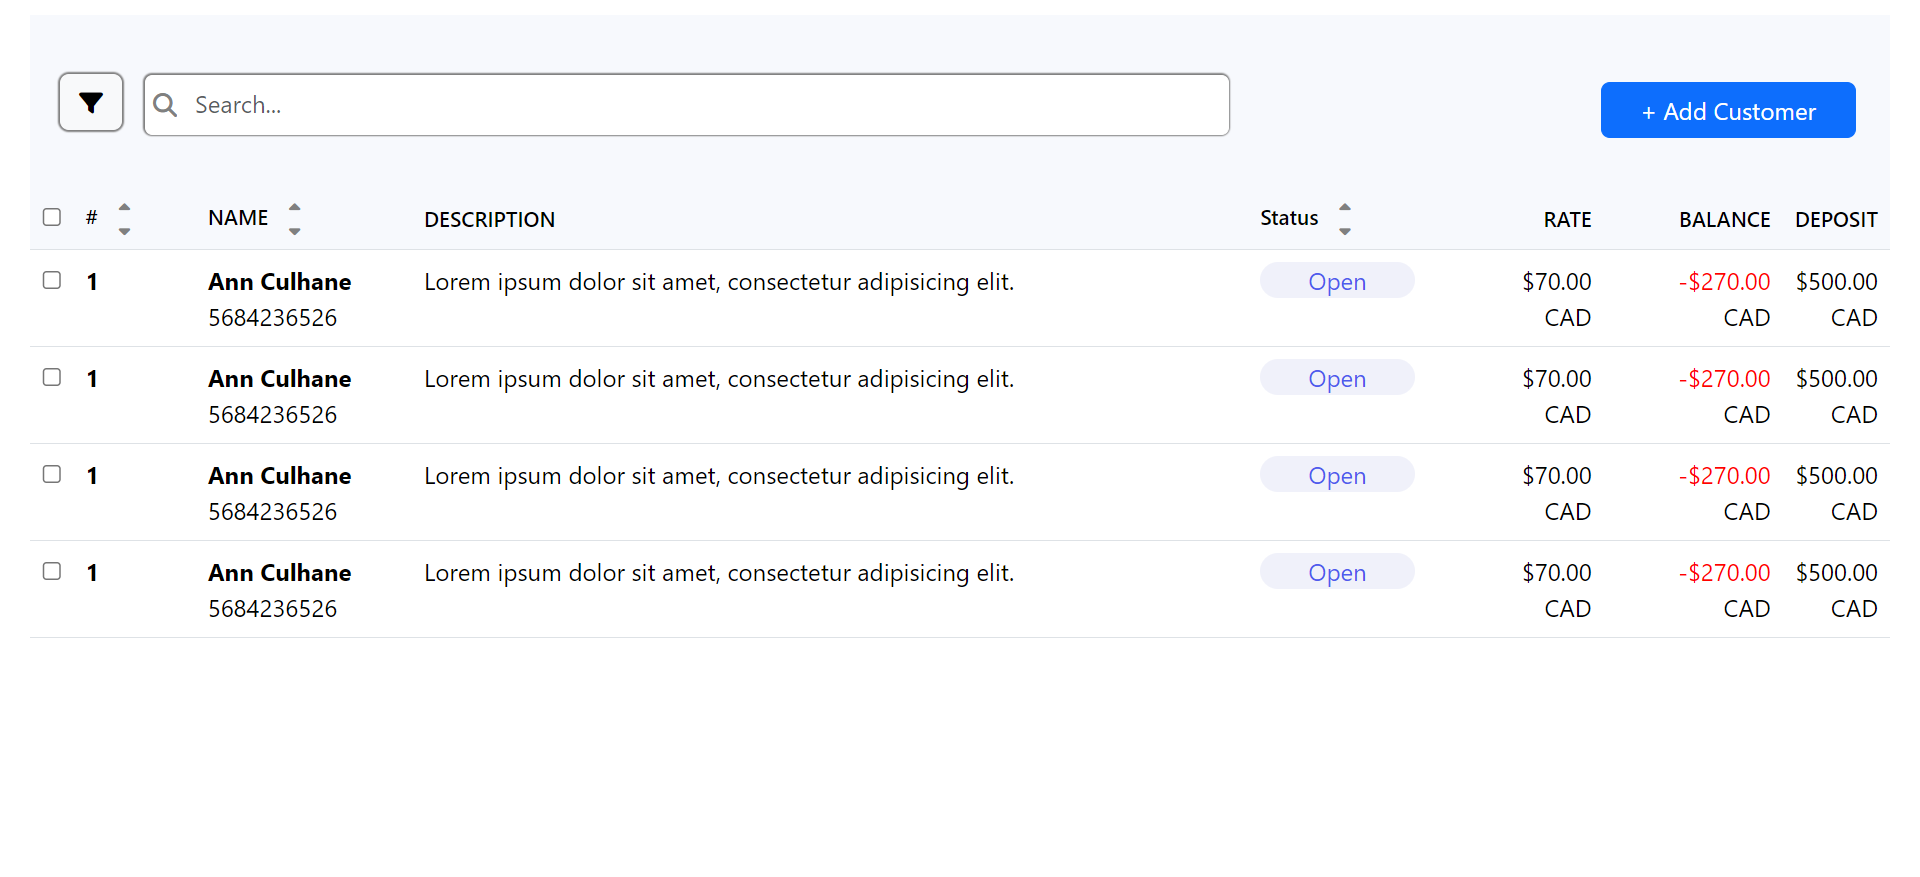 Search...
+ Add Customer
# NAME DESCRIPTION Status RATE BALANCE DEPOSIT
1 Ann Culhane Lorem ipsum dolor sit amet, consectetur adipisicing elit. Open $70.00 -$270.00 $500.00
5684236526 CAD CAD CAD
1 Ann Culhane Lorem ipsum dolor sit amet, consectetur adipisicing elit. Open $70.00 -$270.00 $500.00
5684236526 CAD CAD CAD
1 Ann Culhane Lorem ipsum dolor sit amet, consectetur adipisicing elit. Open $70.00 -$270.00 $500.00
5684236526 CAD CAD CAD
1 Ann Culhane Lorem ipsum dolor sit amet, consectetur adipisicing elit. Open $70.00 -$270.00 $500.00
5684236526 CAD CAD CAD